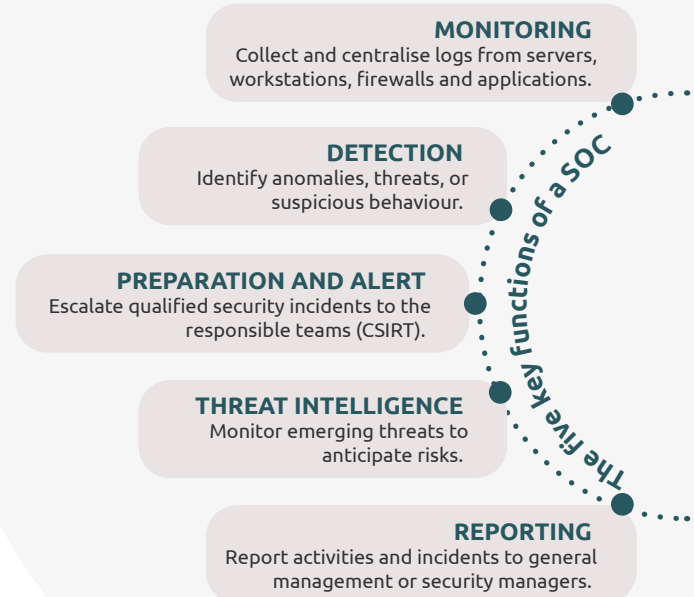 MONITORING
Collect and centralise logs from servers,
workstations, firewalls and applications.
DETECTION
Identify anomalies, threats, or
suspicious behaviour.
PREPARATION AND ALERT
Escalate qualified security incidents to the
responsible teams (CSIRT).
THREAT INTELLIGENCE
Monitor emerging threats to
anticipate risks.
REPORTING
Report activities and incidents to general
management or security managers.
The five key functions of a SOC